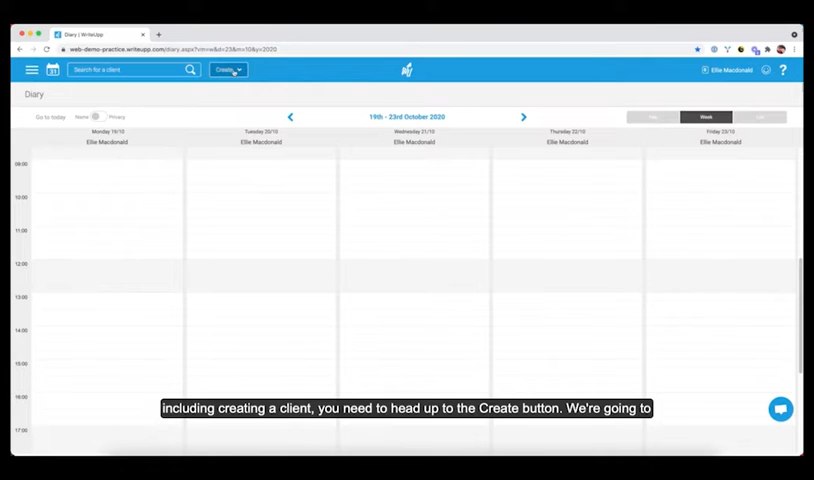 Diary | WriteUpp
web-demo-practice.writeupp.com/diary.aspx?vm=w&d=23&m=10&y=2020
31 Search for a client Create Ellie Macdonald ?
Diary
Go to today Name Privacy 19th - 23rd October 2020 Week
Monday 19/10 Tuesday 20/10 Wednesday 21/10 Thursday 22/10 Friday 23/10
Ellie Macdonald Ellie Macdonald Ellie Macdonald Ellie Macdonald Ellie Macdonald
09:00
10:00
11:00
12:00
13:00
14:00
15:00
16:00
17:00
including creating a client, you need to head up to the Create button. We're going to